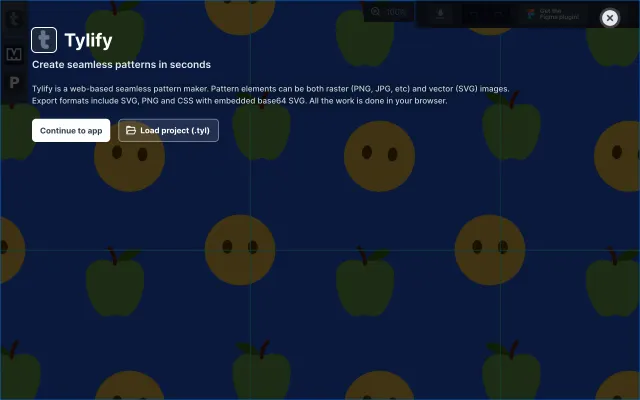 100%
Get the
Figma plugin!
t
Tylify
P
Create seamless patterns in seconds
Tylify is a web-based seamless pattern maker. Pattern elements can be both raster (PNG, JPG, etc) and vector (SVG) images.
Export formats include SVG, PNG and CSS with embedded base64 SVG. All the work is done in your browser.
Continue to app
Load project (.tyl)